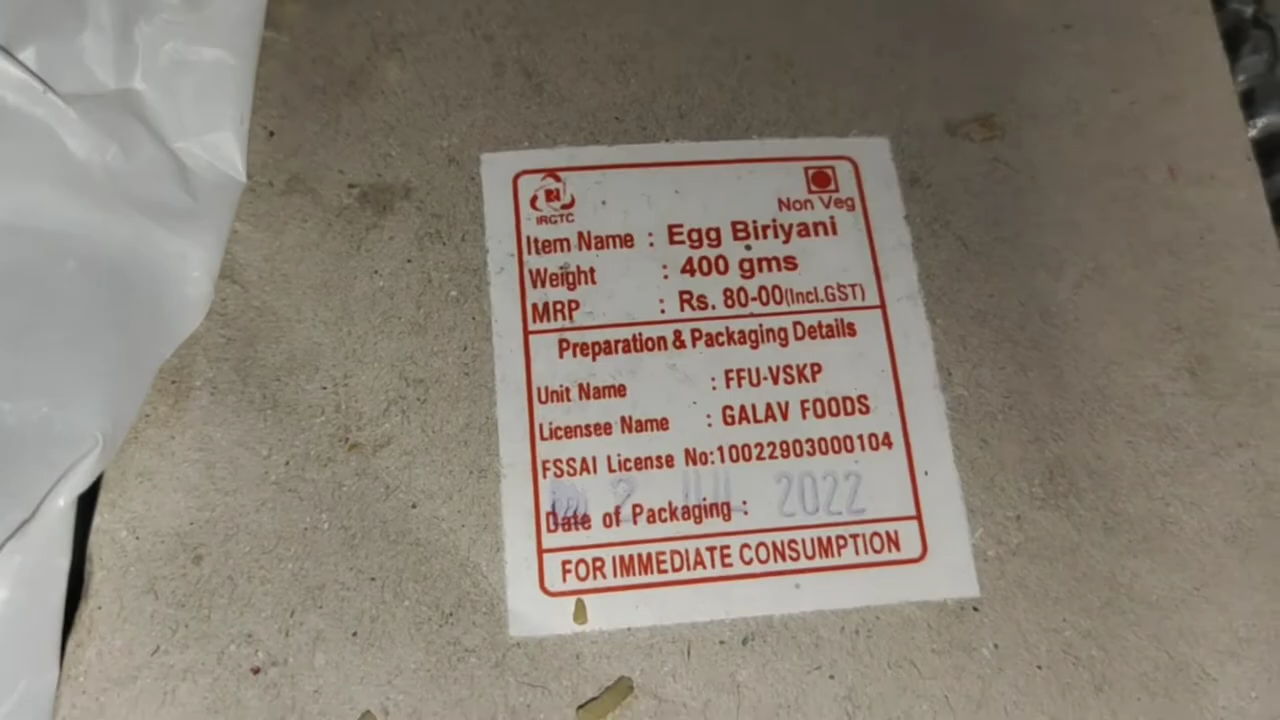 IRCTC
Non Veg
Item Name : Egg Biriyani
Weight : 400 gms
MRP : Rs. 80-00(Incl.GST)
Preparation & Packaging Details
Unit Name : FFU-VSKP
Licensee Name : GALAV FOODS
FSSAI License No:10022903000104
2 JUL 2022
Date of Packaging :
FOR IMMEDIATE CONSUMPTION